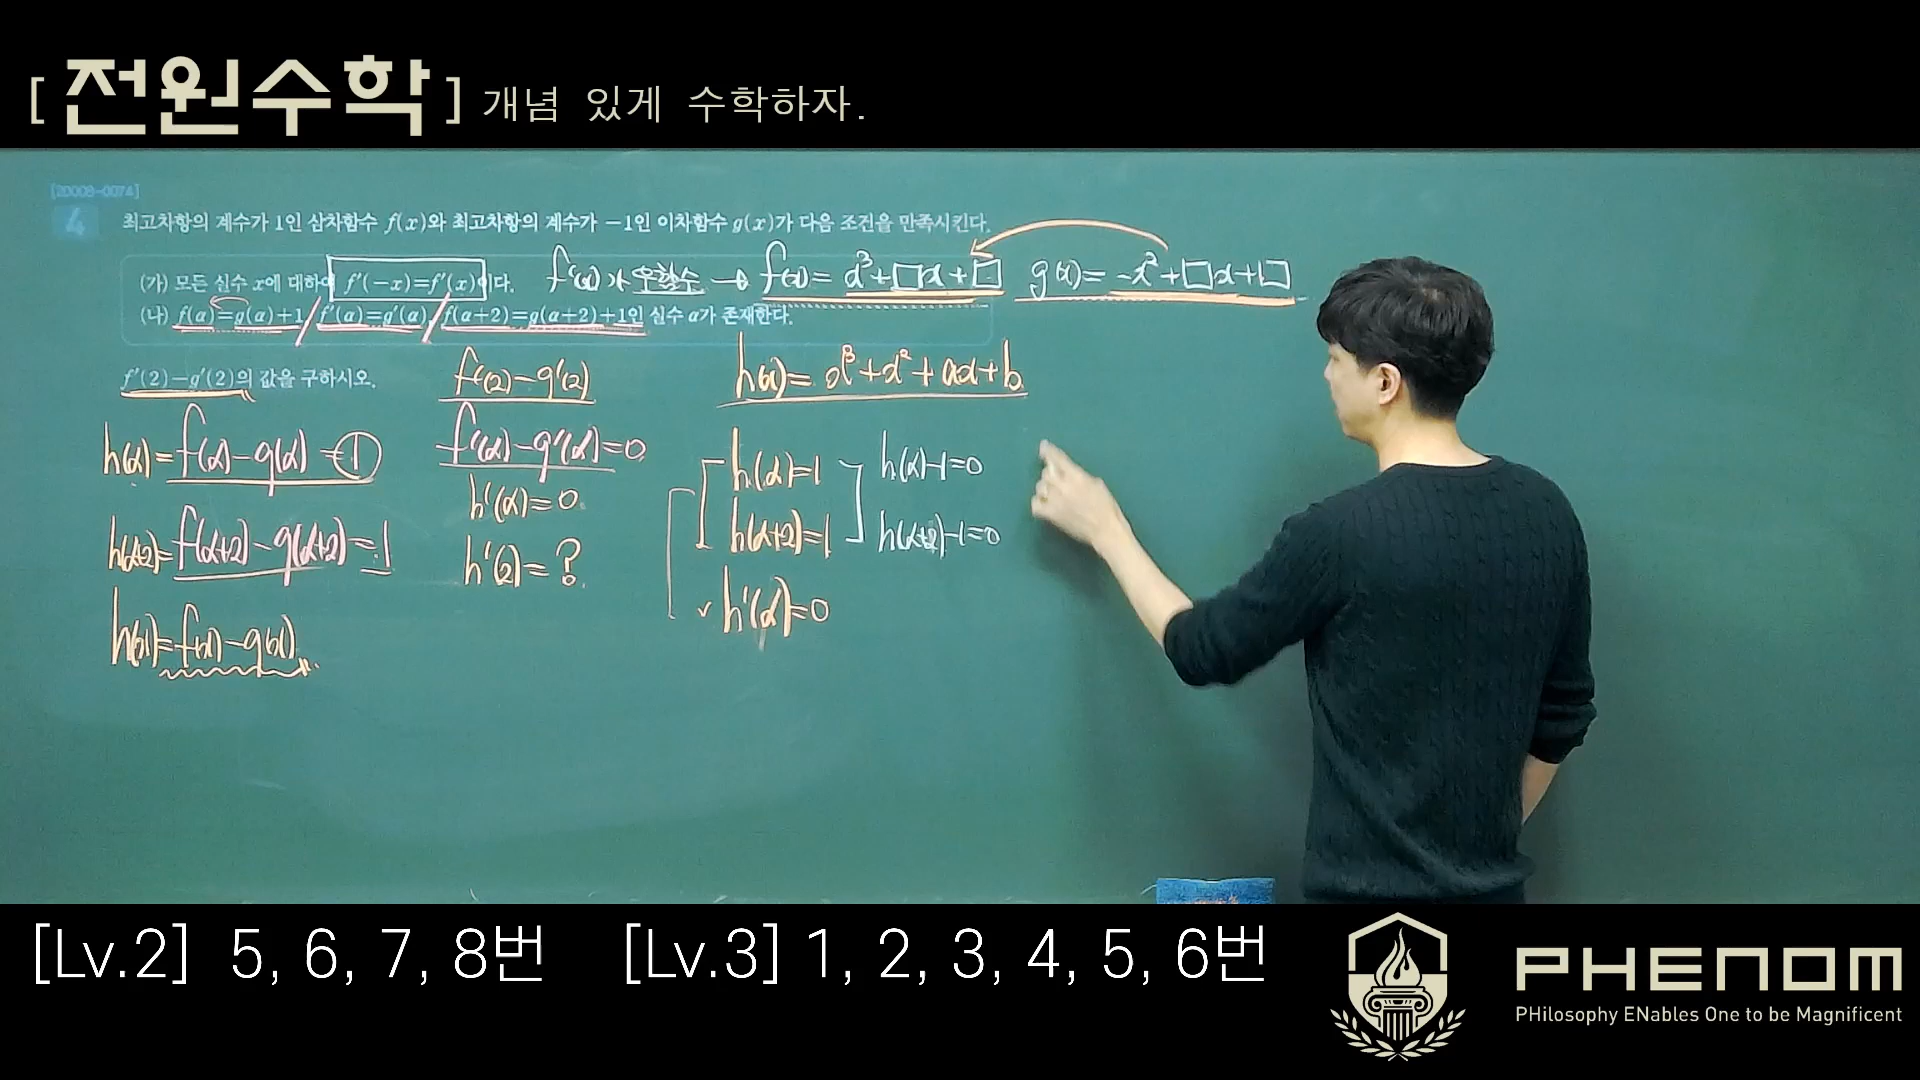 [전원수학] 개념 있게 수학하자.
[20008-0074]
4 최고차항의 계수가 1인 삼차함수 f(x)와 최고차항의 계수가 -1인 이차함수 g(x)가 다음 조건을 만족시킨다.
(가) 모든 실수 x에 대하여 f'(-x)=f'(x)이다.
f'(x)가 우함수 → f(x)= x³+□x+□ g(x)= -x²+□x+□
(나) f(α)=g(α)+1, f'(α)=g'(α), f(α+2)=g(α+2)+1인 실수 α가 존재한다.
f'(2)-g'(2)의 값을 구하시오.
h(α)=f(α)-g(α)=1
h(α+2)=f(α+2)-g(α+2)=1
h(x)=f(x)-g(x)
f'(2)-g'(2)
f'(α)-g'(α)=0
h'(α)=0
h'(2)=?
h(x)= x³+x²+ax+b
h(α)=1 h(α)-1=0
h(α+2)=1 h(α+2)-1=0
h'(α)=0
[Lv.2] 5, 6, 7, 8번 [Lv.3] 1, 2, 3, 4, 5, 6번
PHENOM
PHilosophy ENables One to be Magnificent